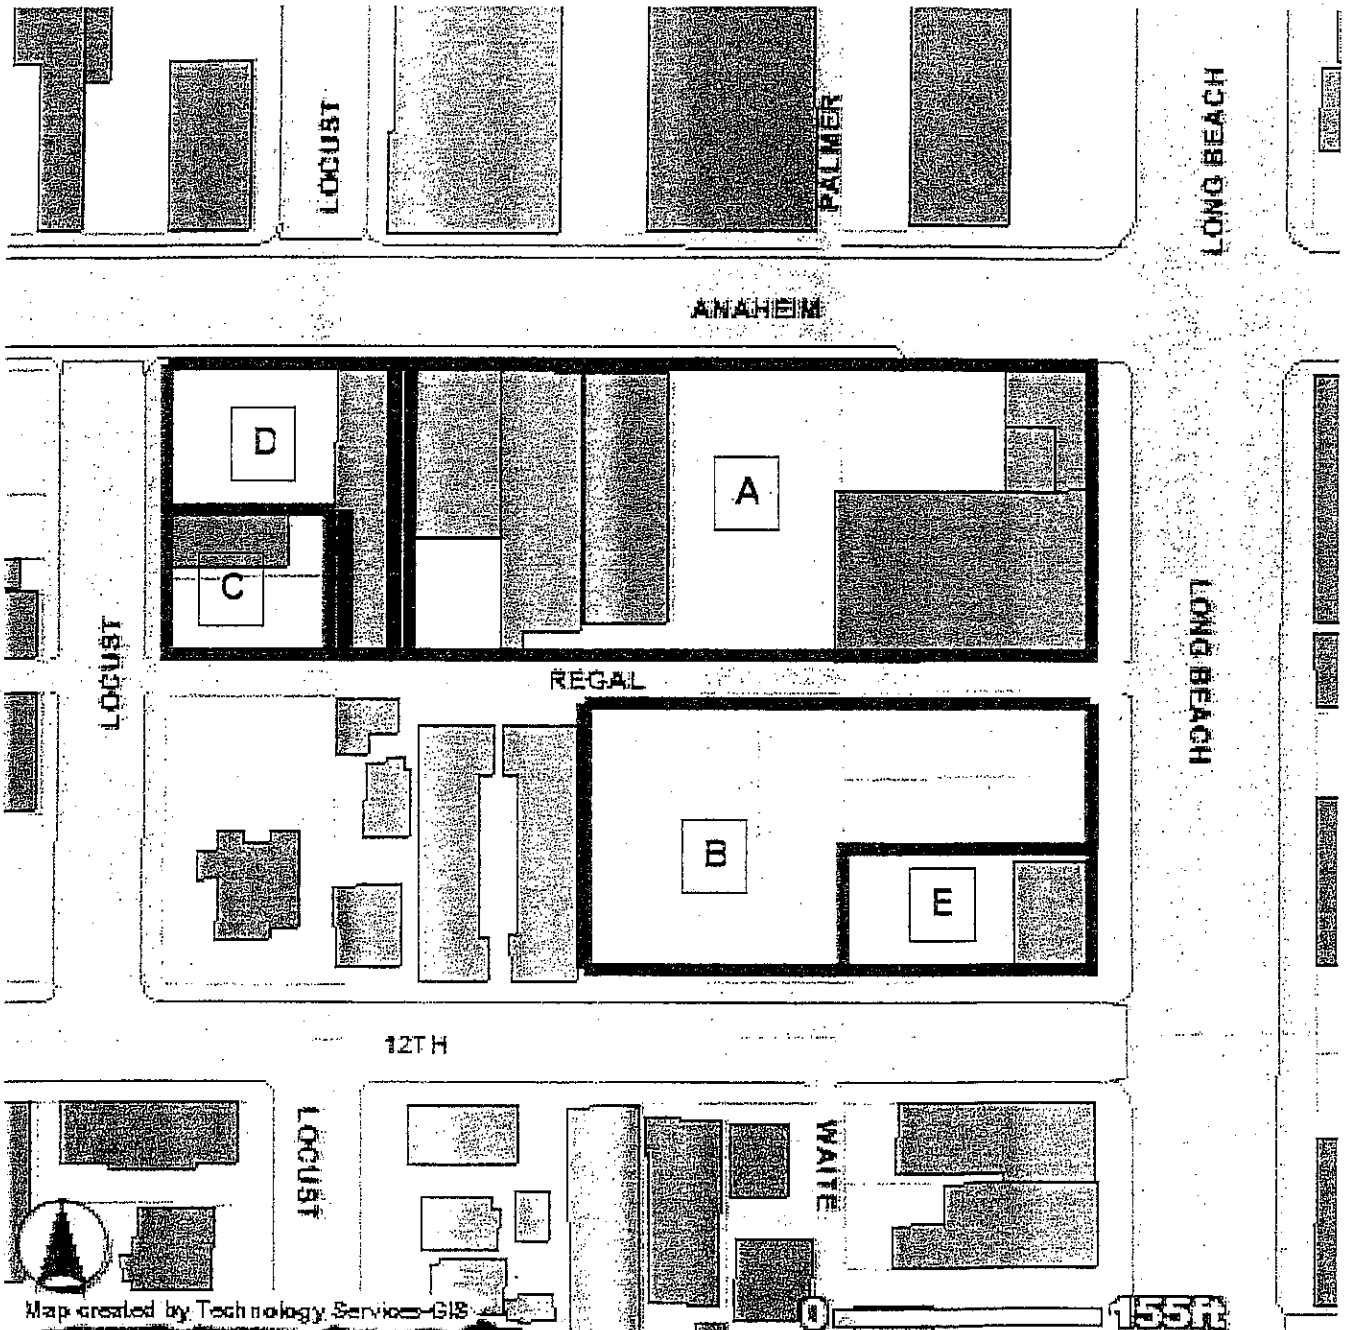 LOCUST
PALMER
LONG BEACH
ANAHEIM
D
A
C
LOCUST
LONG BEACH
REGAL
B
E
12TH
LOCUST
WAITE
Map created by Technology Services-GIS
0 155ft